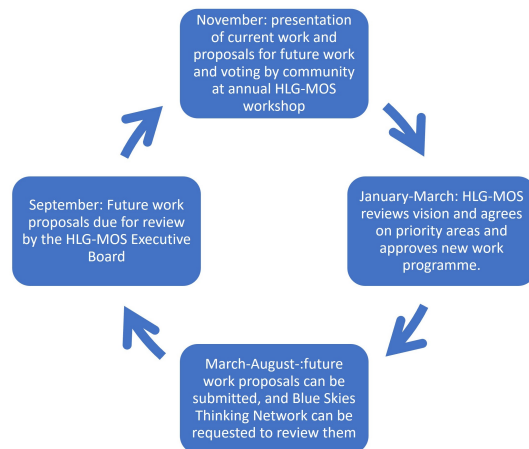 November: presentation
of current work and
proposals for future work
and voting by community
at annual HLG-MOS
workshop
January-March: HLG-MOS
reviews vision and agrees
on priority areas and
approves new work
programme.
March-August-:future
work proposals can be
submitted, and Blue Skies
Thinking Network can be
requested to review them
September: Future work
proposals due for review
by the HLG-MOS Executive
Board